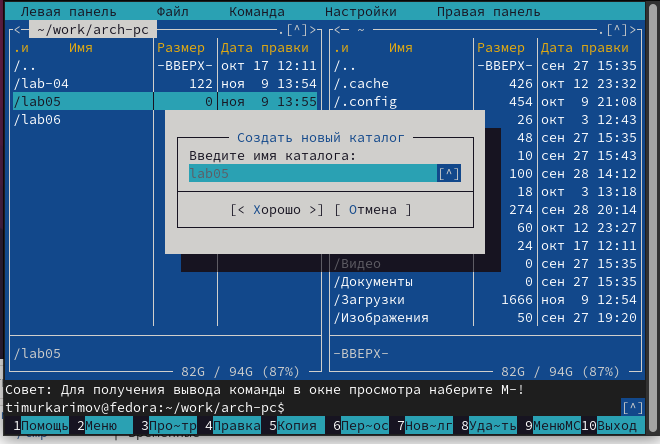 Левая панель Файл Команда Настройки Правая панель
<— ~/work/arch-pc —.[^]> <— ~ —.[^]>
.и Имя Размер Дата правки .и Имя Размер Дата правки
/.. –ВВЕРХ– окт 17 12:11 /.. –ВВЕРХ– сен 27 15:35
/lab-04 122 ноя 9 13:54 /.cache 426 окт 12 23:32
/lab05 0 ноя 9 13:55 /.config 454 окт 9 21:08
/lab06 26 окт 3 12:43
Создать новый каталог 48 сен 27 15:35
Введите имя каталога: 10 сен 27 15:43
lab05 [^] 100 сен 28 14:12
18 окт 3 13:18
[< Хорошо >] [ Отмена ] 274 сен 28 20:14
60 окт 12 23:27
24 окт 17 12:11
/Видео 0 сен 27 15:35
/Документы 0 сен 27 15:35
/Загрузки 1666 ноя 9 12:54
/Изображения 50 сен 27 19:20
/lab05 –ВВЕРХ–
82G / 94G (87%) 82G / 94G (87%)
Совет: Для получения вывода команды в окне просмотра наберите M-!
timurkarimov@fedora:~/work/arch-pc$ [^]
1Помощь 2Меню 3Про~тр 4Правка 5Копия 6Пер~ос 7Нов~лг 8Уда~ть 9МенюMC 10Выход